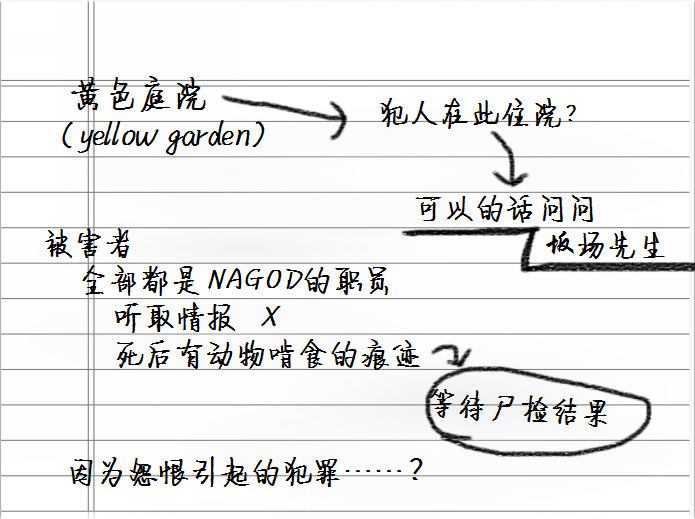 黄色庭院
(yellow garden)
犯人在此住院?
可以的话问问
坂场先生
被害者
全部都是NAGOD的职员
听取情报 X
死后有动物啃食的痕迹
等待尸检结果
因为怨恨引起的犯罪……?